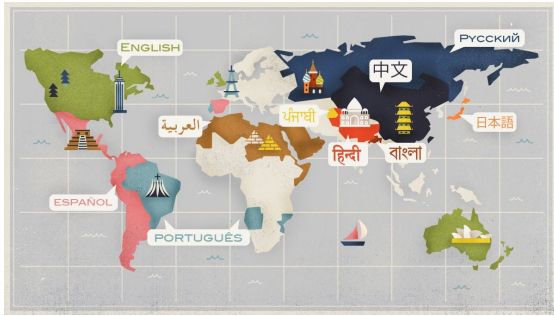 ENGLISH
Русский
中文
ਪੰਜਾਬੀ
العربية
日本語
हिन्दी
বাংলা
ESPAÑOL
PORTUGUÊS